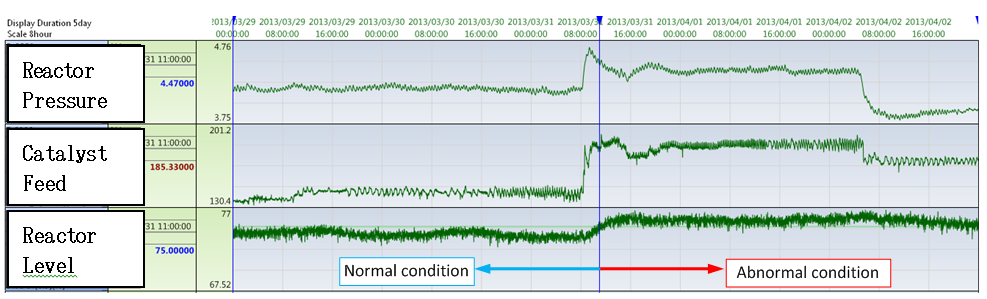 Display Duration 5day
Scale 8hour
2013/03/29 2013/03/29 2013/03/29 2013/03/30 2013/03/30 2013/03/30 2013/03/31 2013/03/31 2013/04/01 2013/04/01 2013/04/01 2013/04/02 2013/04/02 2013/04/02
00:00:00 08:00:00 16:00:00 00:00:00 08:00:00 16:00:00 00:00:00 08:00:00 16:00:00 00:00:00 08:00:00 16:00:00 00:00:00 08:00:00 16:00:00
Reactor
Pressure
31 11:00:00
4.47000
4.76
3.75
Catalyst
Feed
31 11:00:00
185.33000
201.2
130.4
Reactor
Level
31 11:00:00
75.00000
77
67.52
Normal condition
Abnormal condition